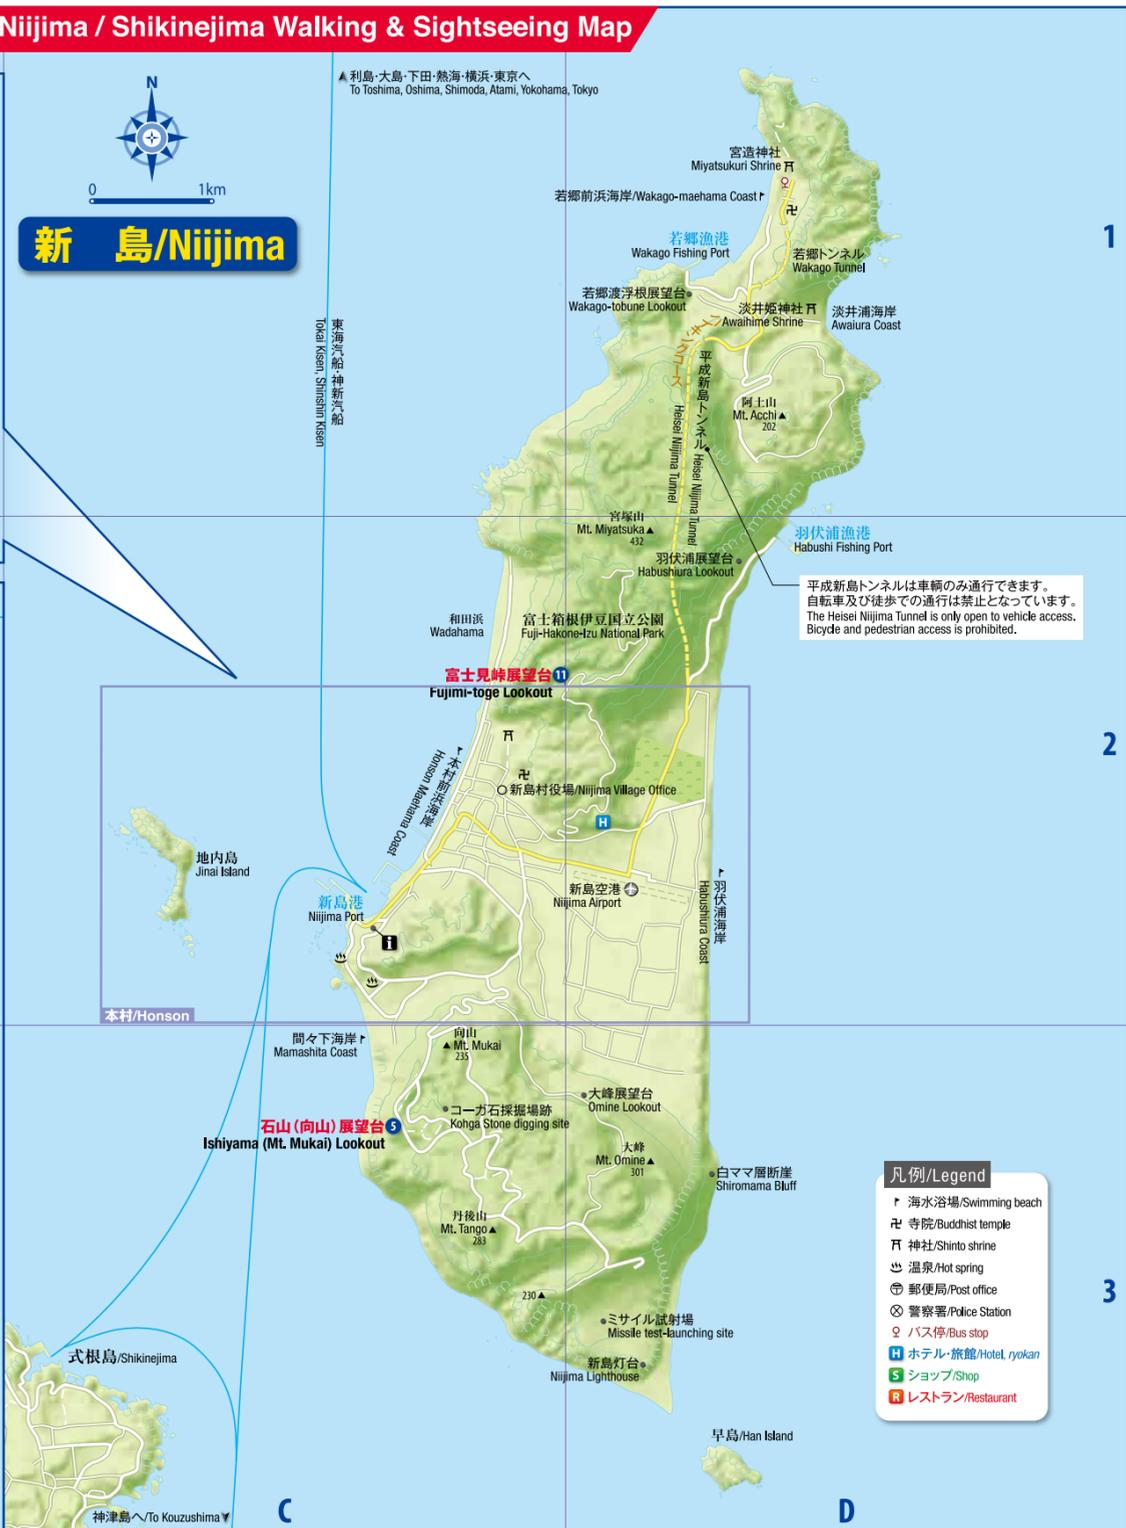 Niijima / Shikinejima Walking & Sightseeing Map
利島・大島・下田・熱海・横浜・東京へ
To Toshima, Oshima, Shimoda, Atami, Yokohama, Tokyo
N
0 1km
新 島/Niijima
宮造神社
Miyatsukuri Shrine
若郷前浜海岸/Wakago-maehama Coast
1
若郷漁港
Wakago Fishing Port
若郷トンネル
Wakago Tunnel
若郷渡浮根展望台
Wakago-tobune Lookout
淡井姫神社
Awaihime Shrine
淡井浦海岸
Awaiura Coast
東海汽船・神新汽船
Tokai Kisen, Shinshin Kisen
ハイキングコース
平成新島トンネル
Heisei Niijima Tunnel
Heisei Niijima Tunnel
阿土山
Mt. Acchi
202
宮塚山
Mt. Miyatsuka
432
羽伏浦漁港
Habushi Fishing Port
羽伏浦展望台
Habushiura Lookout
平成新島トンネルは車輌のみ通行できます。
自転車及び徒歩での通行は禁止となっています。
The Heisei Niijima Tunnel is only open to vehicle access.
Bicycle and pedestrian access is prohibited.
和田浜
Wadahama
富士箱根伊豆国立公園
Fuji-Hakone-Izu National Park
富士見峠展望台
11
Fujimi-toge Lookout
2
本村前浜海岸
Honson Maehama Coast
新島村役場/Niijima Village Office
H
地内島
Jinai Island
新島港
Niijima Port
i
新島空港
Niijima Airport
羽伏浦海岸
Habushiura Coast
本村/Honson
間々下海岸
Mamashita Coast
向山
Mt. Mukai
235
大峰展望台
Omine Lookout
コーガ石採掘場跡
Kohga Stone digging site
石山(向山)展望台
5
Ishiyama (Mt. Mukai) Lookout
大峰
Mt. Omine
301
白ママ層断崖
Shiromama Bluff
丹後山
Mt. Tango
283
230
ミサイル試射場
Missile test-launching site
新島灯台
Niijima Lighthouse
凡例/Legend
海水浴場/Swimming beach
寺院/Buddhist temple
神社/Shinto shrine
温泉/Hot spring
郵便局/Post office
警察署/Police Station
バス停/Bus stop
H ホテル・旅館/Hotel, ryokan
S ショップ/Shop
R レストラン/Restaurant
3
式根島/Shikinejima
早島/Han Island
神津島へ/To Kouzushima
C
D